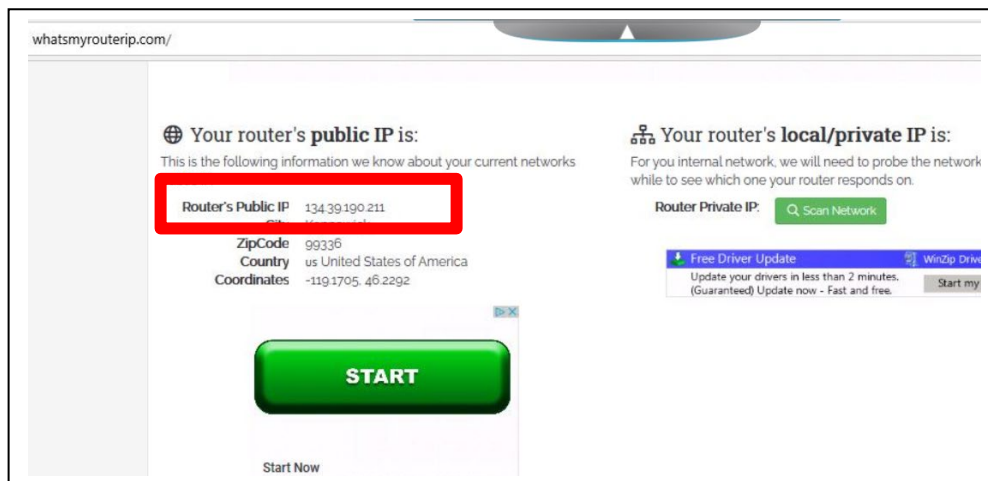 whatsmyrouterip.com/
Your router's public IP is:
This is the following information we know about your current networks
Router's Public IP 134.39.190.211
ZipCode 99336
Country us United States of America
Coordinates -119.1705, 46.2292
START
Start Now
Your router's local/private IP is:
For you internal network, we will need to probe the network
while to see which one your router responds on.
Router Private IP: Scan Network
Free Driver Update WinZip Drive
Update your drivers in less than 2 minutes.
(Guaranteed) Update now - Fast and free.
Start my